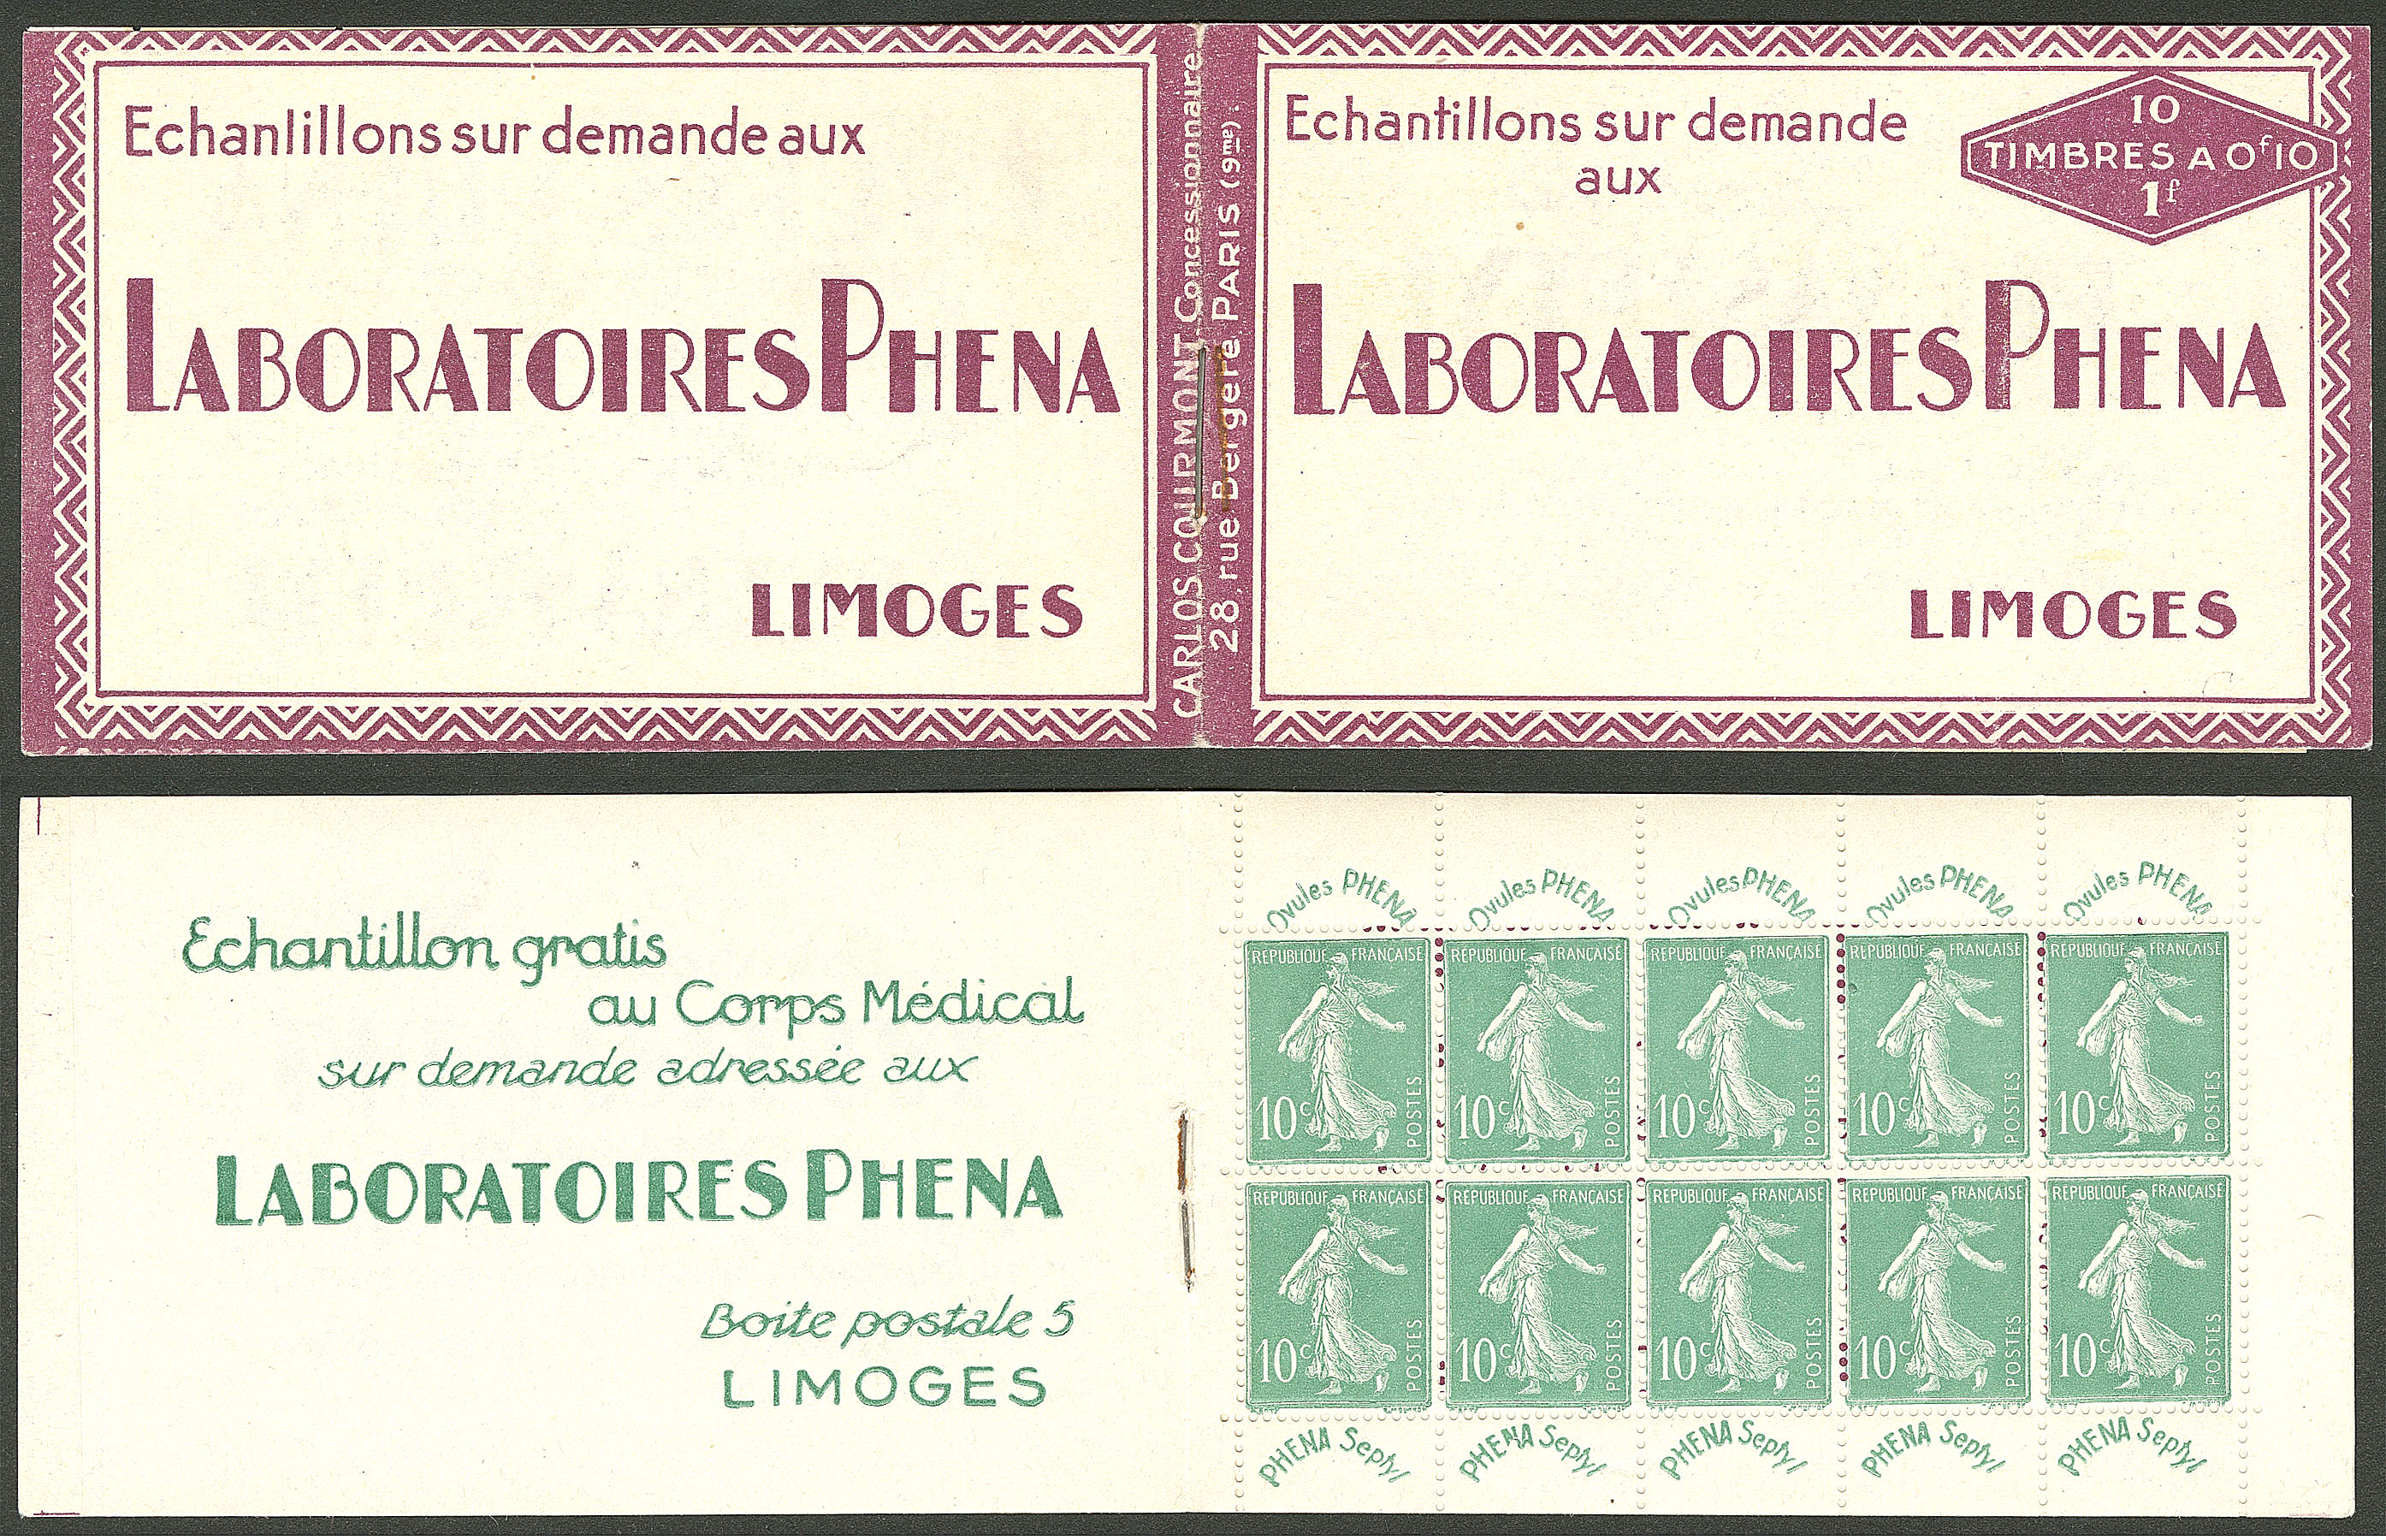 Echanlillons sur demande aux
LABORATOIRES PHENA
LIMOGES
CARLOS COURMONT, Concessionnaire
28, rue Bergère PARIS (9me).
Echantillons sur demande
aux
10
TIMBRES A 0f10
1f
LABORATOIRES PHENA
LIMOGES
Echantillon gratis
au Corps Médical
sur demande adressée aux
LABORATOIRES PHENA
Boite postale 5
LIMOGES
Ovules PHENA Ovules PHENA Ovules PHENA Ovules PHENA Ovules PHENA
REPUBLIQUE FRANÇAISE REPUBLIQUE FRANÇAISE REPUBLIQUE FRANÇAISE REPUBLIQUE FRANÇAISE REPUBLIQUE FRANÇAISE
10c POSTES 10c POSTES 10c POSTES 10c POSTES 10c POSTES
REPUBLIQUE FRANÇAISE REPUBLIQUE FRANÇAISE REPUBLIQUE FRANÇAISE REPUBLIQUE FRANÇAISE REPUBLIQUE FRANÇAISE
10c POSTES 10c POSTES 10c POSTES 10c POSTES 10c POSTES
PHENA Septyl PHENA Septyl PHENA Septyl PHENA Septyl PHENA Septyl